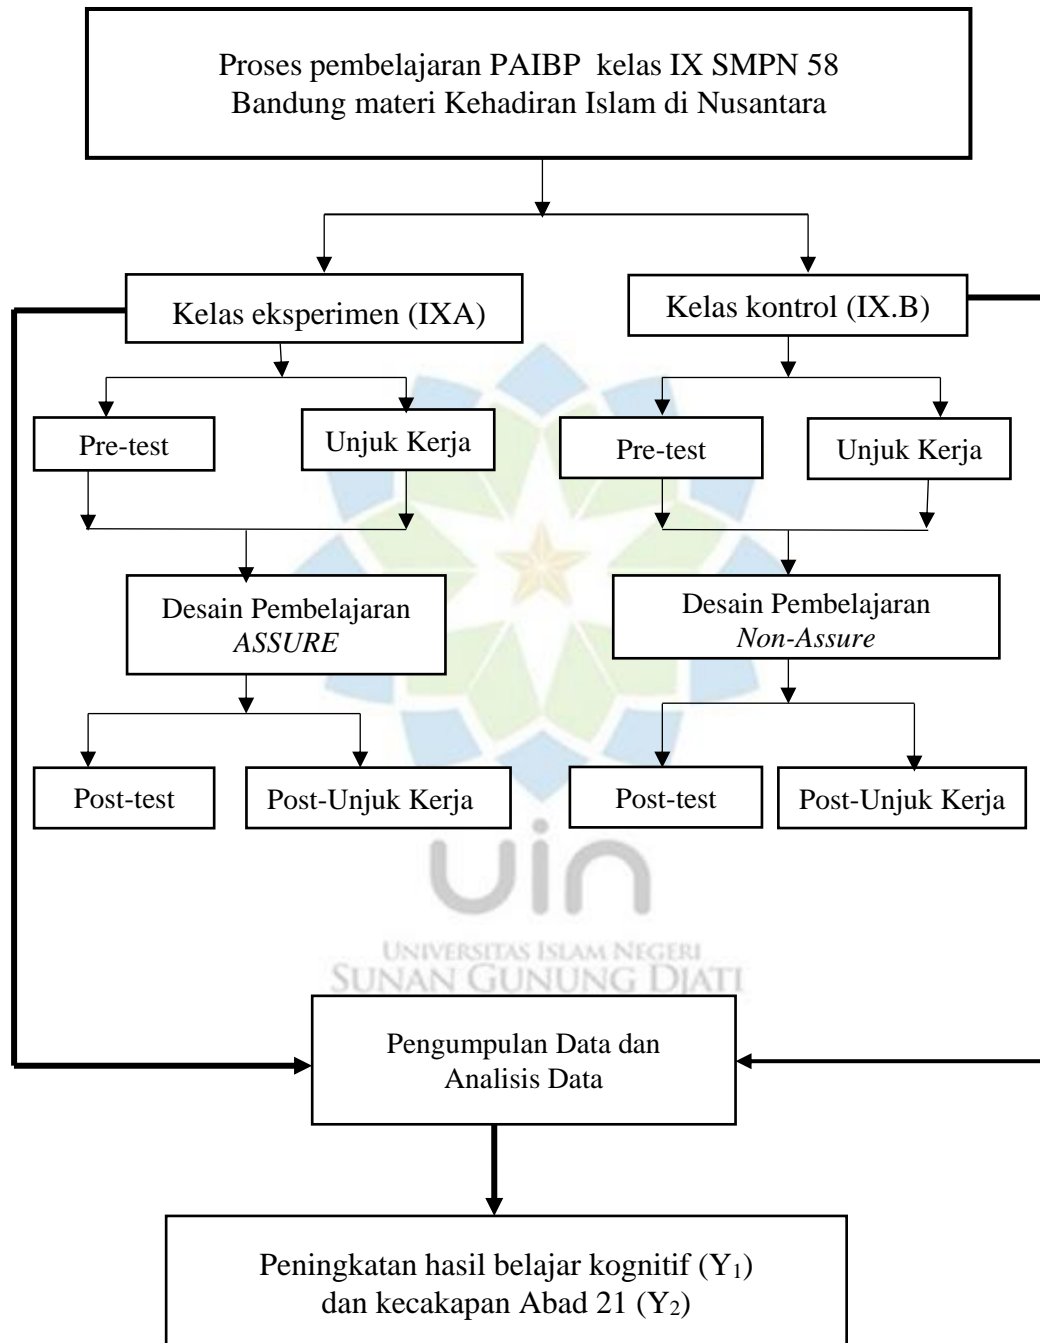 Proses pembelajaran PAIBP kelas IX SMPN 58
Bandung materi Kehadiran Islam di Nusantara
Kelas eksperimen (IXA)
Kelas kontrol (IX.B)
Pre-test
Unjuk Kerja
Pre-test
Unjuk Kerja
Desain Pembelajaran
ASSURE
Desain Pembelajaran
Non-Assure
Post-test
Post-Unjuk Kerja
Post-test
Post-Unjuk Kerja
uin
UNIVERSITAS ISLAM NEGERI
SUNAN GUNUNG DJATI
Pengumpulan Data dan
Analisis Data
Peningkatan hasil belajar kognitif (Y₁)
dan kecakapan Abad 21 (Y₂)